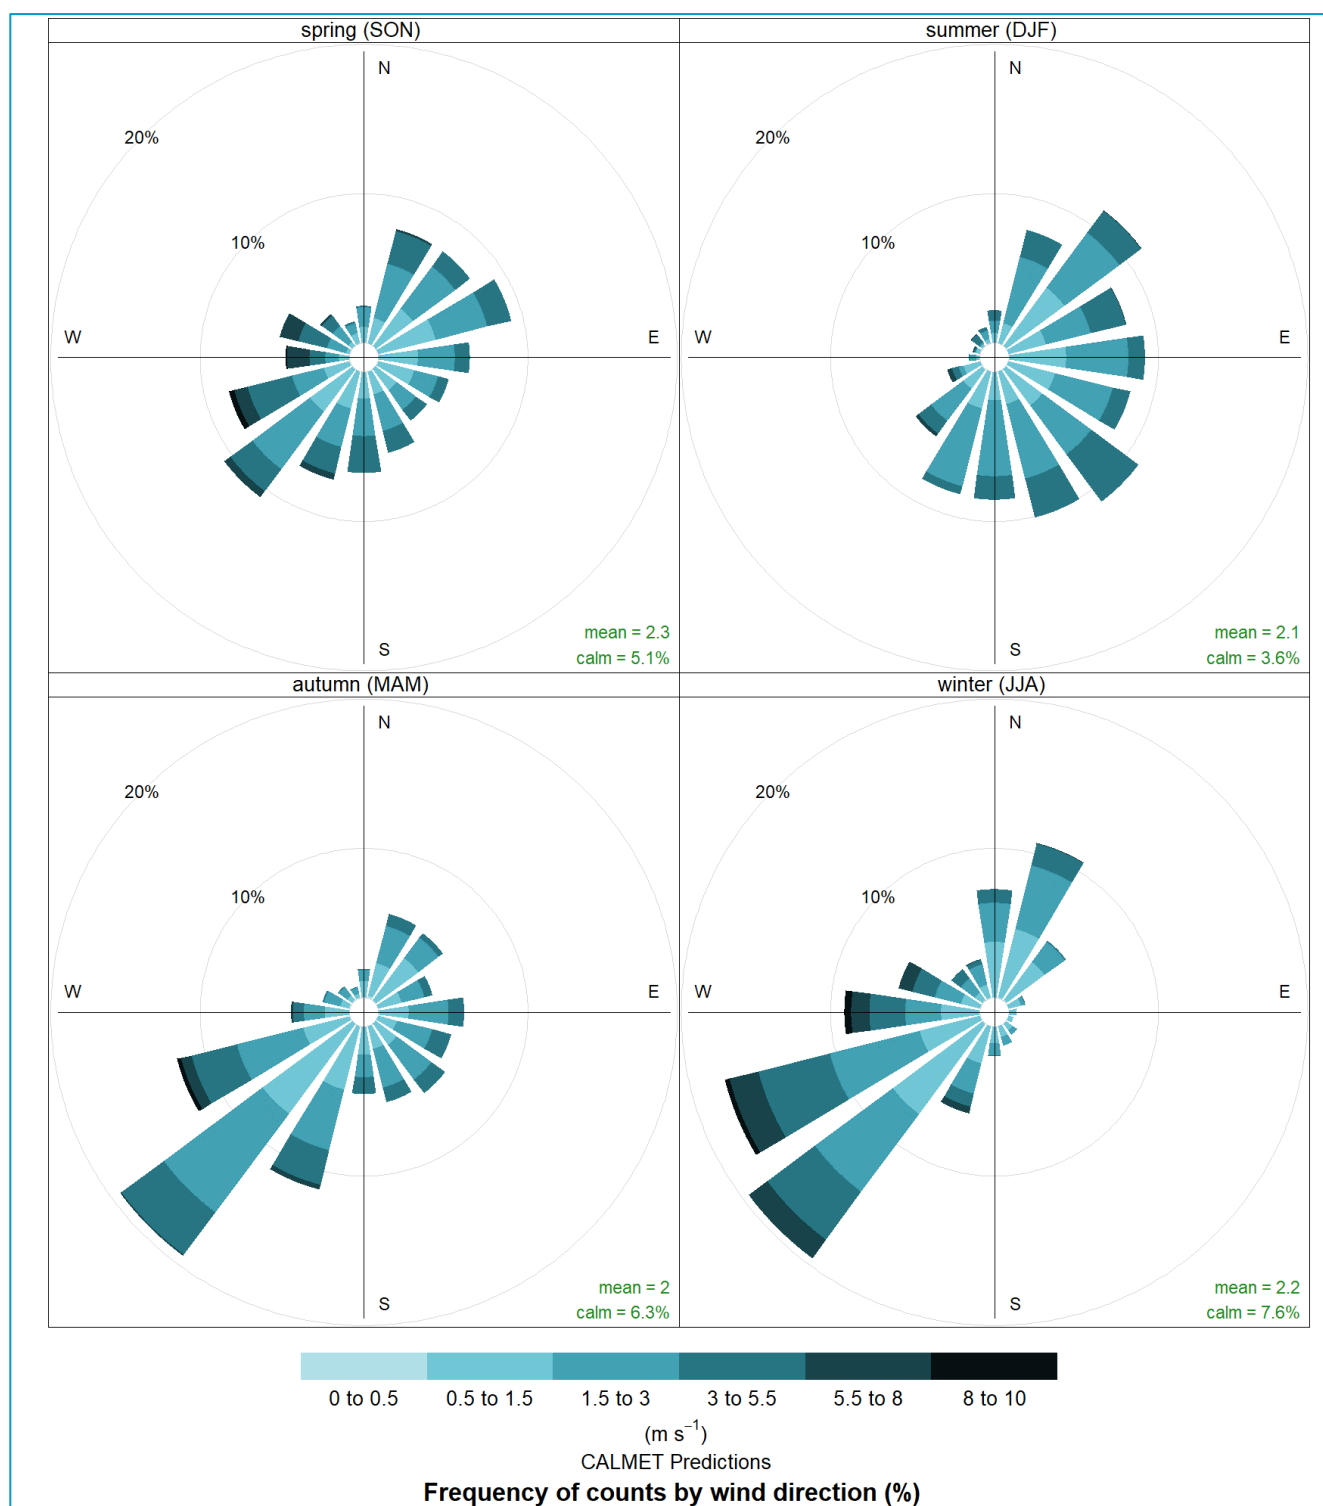 spring (SON)
summer (DJF)
N
20%
10%
W
E
S
mean = 2.3
calm = 5.1%
N
20%
10%
W
E
S
mean = 2.1
calm = 3.6%
autumn (MAM)
winter (JJA)
N
20%
10%
W
E
S
mean = 2
calm = 6.3%
N
20%
10%
W
E
S
mean = 2.2
calm = 7.6%
0 to 0.5 0.5 to 1.5 1.5 to 3 3 to 5.5 5.5 to 8 8 to 10
(m s⁻¹)
CALMET Predictions
Frequency of counts by wind direction (%)